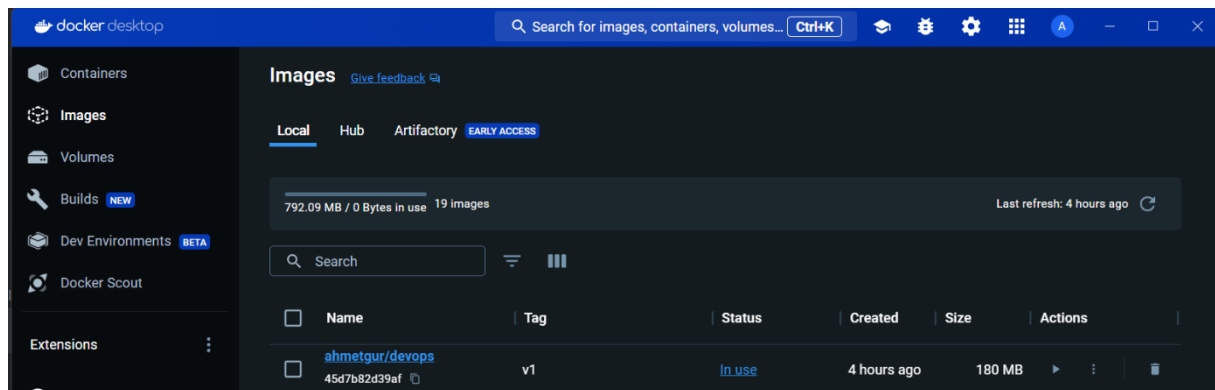 docker desktop
Search for images, containers, volumes... Ctrl+K
A
Containers
Images
Volumes
Builds NEW
Dev Environments BETA
Docker Scout
Extensions
Images Give feedback
Local Hub Artifactory EARLY ACCESS
792.09 MB / 0 Bytes in use 19 images
Last refresh: 4 hours ago
Search
Name Tag Status Created Size Actions
ahmetgur/devops
45d7b82d39af
v1 In use 4 hours ago 180 MB